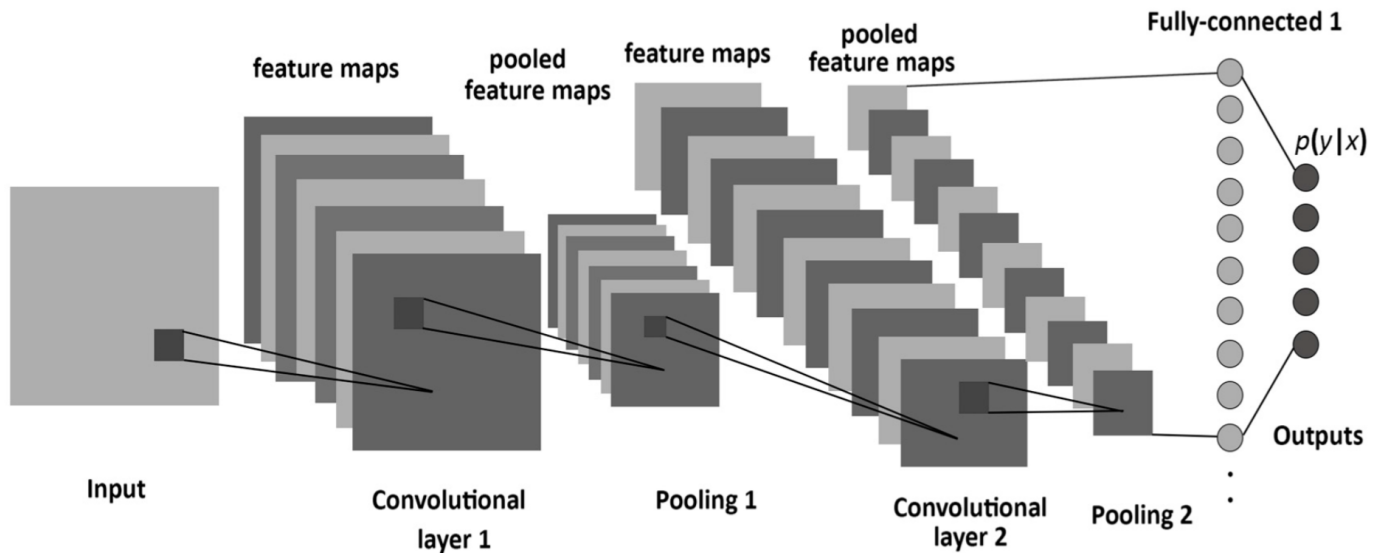 feature maps
pooled
feature maps
feature maps
pooled
feature maps
Fully-connected 1
p(y|x)
Outputs
Input
Convolutional
layer 1
Pooling 1
Convolutional
layer 2
Pooling 2